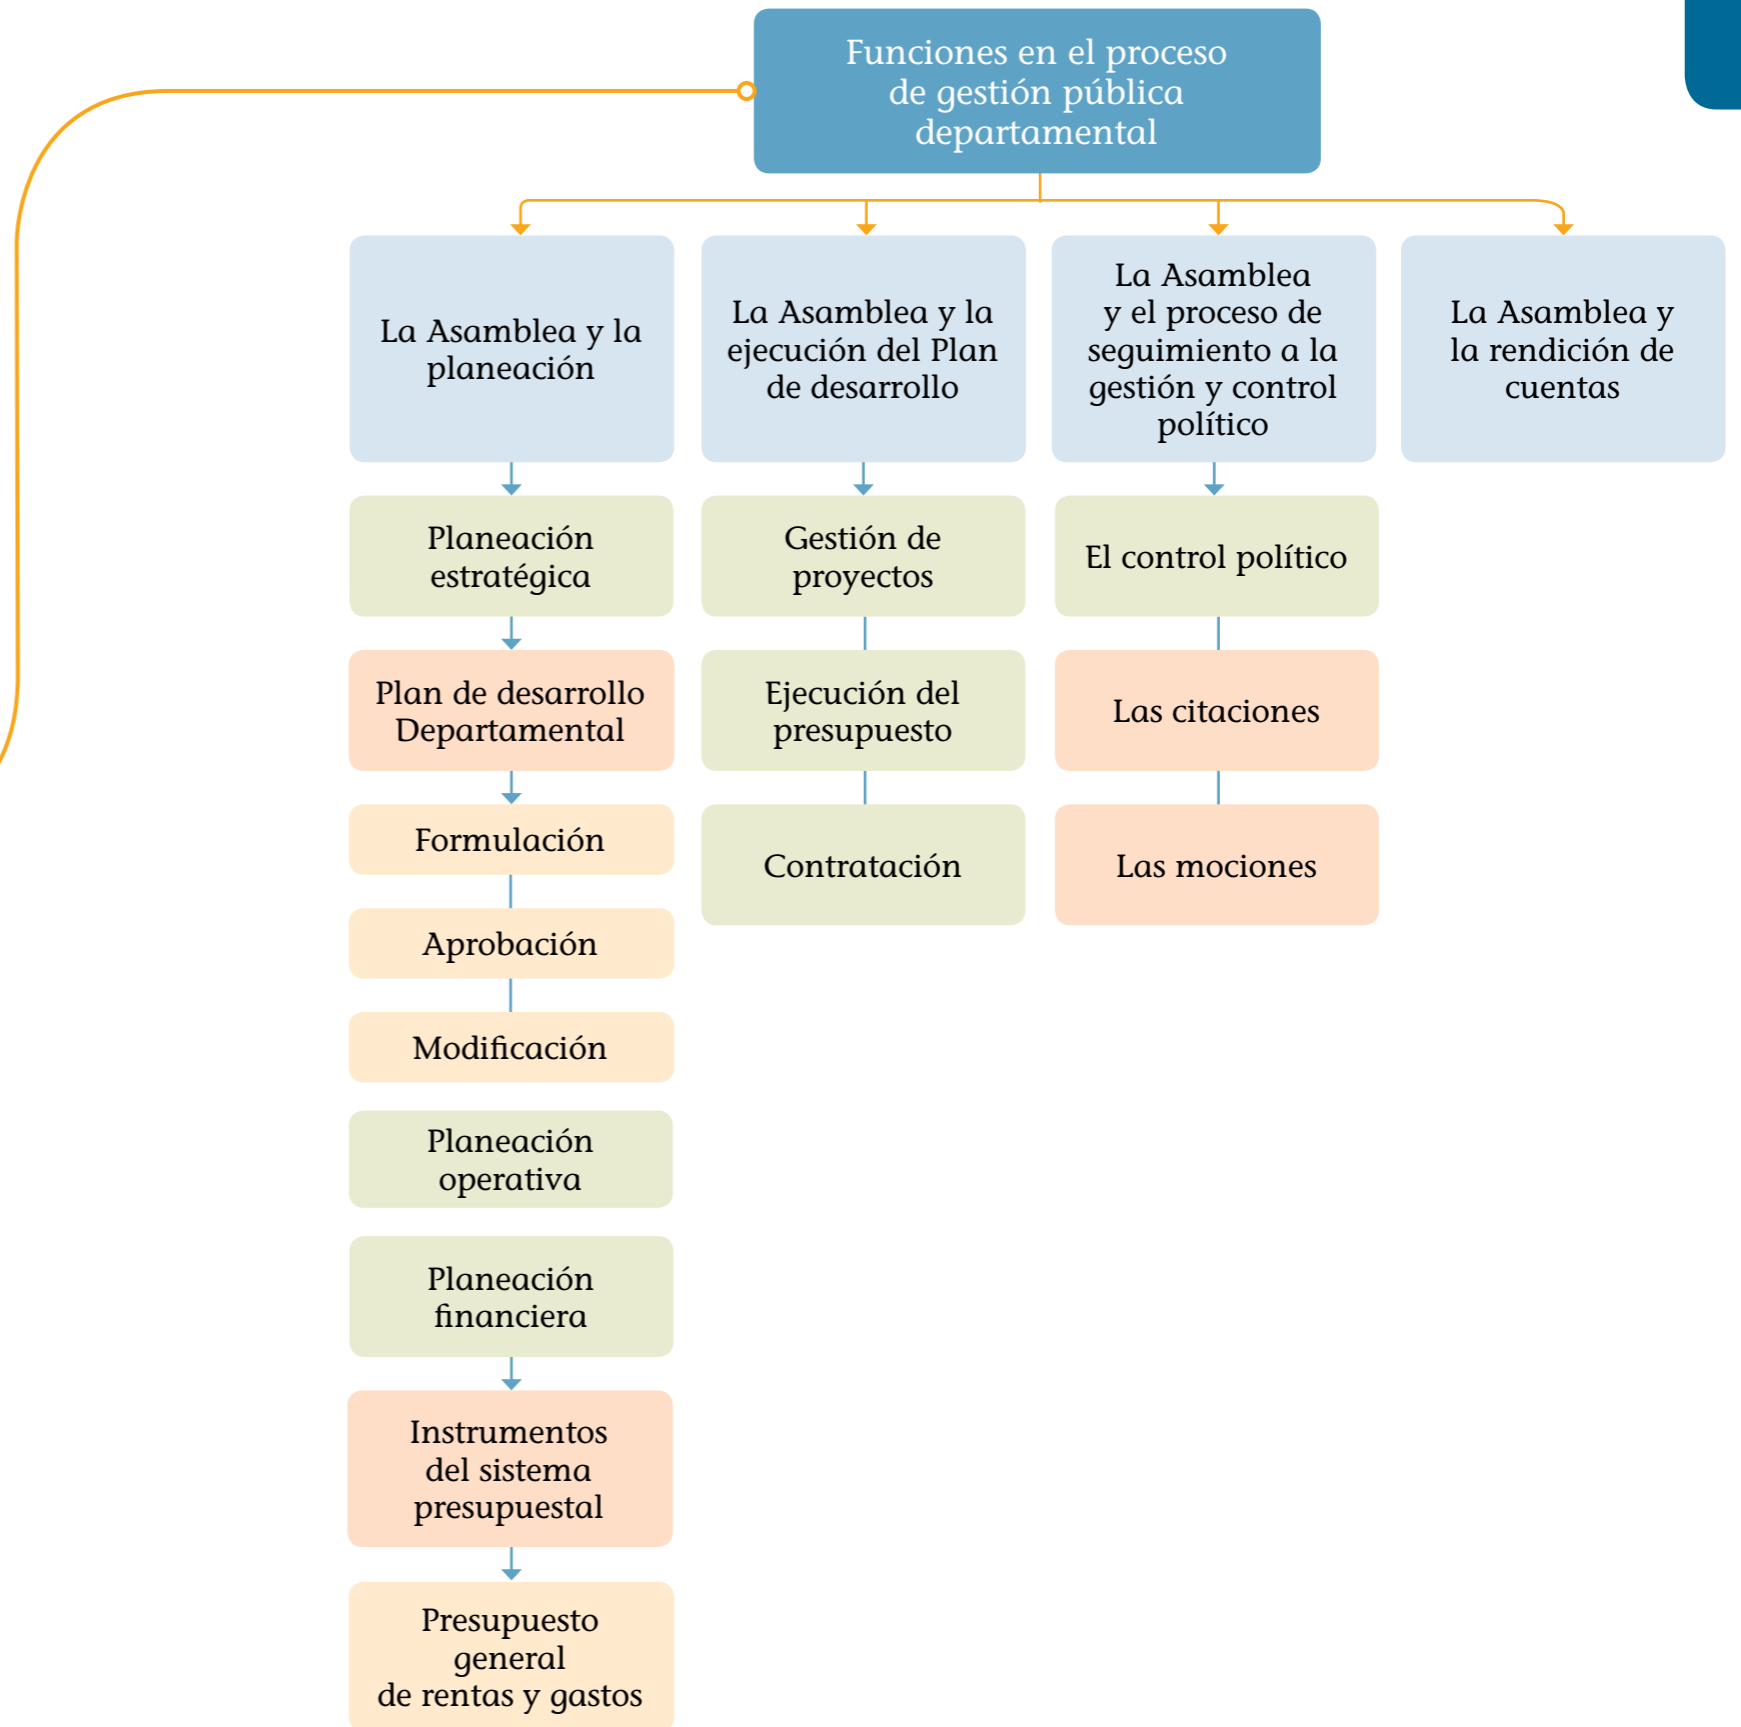 Funciones en el proceso
de gestión pública
departamental
La Asamblea y la
planeación
La Asamblea y la
ejecución del Plan
de desarrollo
La Asamblea
y el proceso de
seguimiento a la
gestión y control
político
La Asamblea y
la rendición de
cuentas
Planeación
estratégica
Gestión de
proyectos
El control político
Plan de desarrollo
Departamental
Ejecución del
presupuesto
Las citaciones
Formulación
Contratación
Las mociones
Aprobación
Modificación
Planeación
operativa
Planeación
financiera
Instrumentos
del sistema
presupuestal
Presupuesto
general
de rentas y gastos